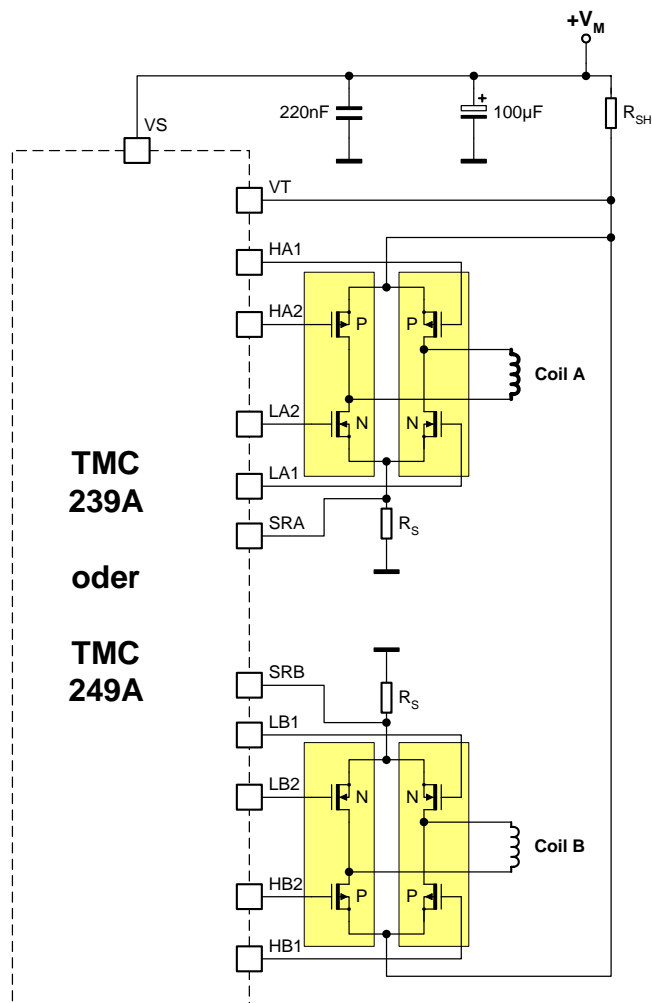 +VM
220nF
+
100µF
RSH
VS
VT
HA1
HA2
P
P
Coil A
LA2
N
N
LA1
SRA
RS
TMC
239A
oder
TMC
249A
SRB
RS
LB1
LB2
N
N
Coil B
HB2
P
P
HB1